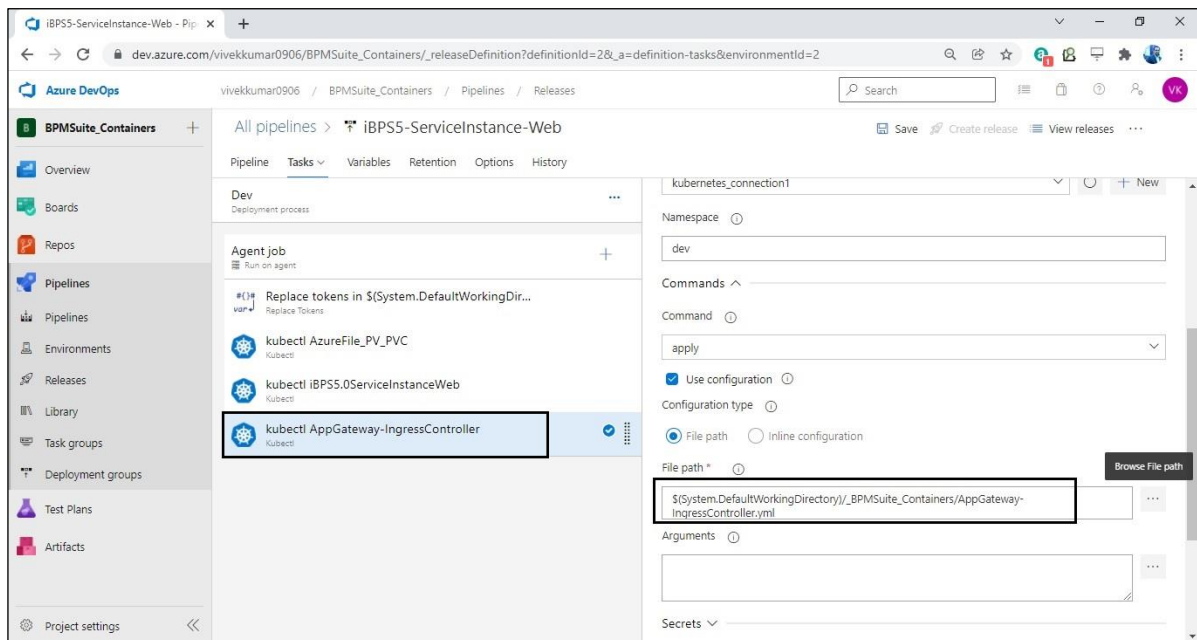 iBPS5-ServiceInstance-Web - Pip
dev.azure.com/vivekkumar0906/BPMSuite_Containers/_releaseDefinition?definitionId=2&_a=definition-tasks&environmentId=2
Azure DevOps
vivekkumar0906 / BPMSuite_Containers / Pipelines / Releases
Search
VK
B BPMSuite_Containers
All pipelines > iBPS5-ServiceInstance-Web
Save Create release View releases
Overview
Boards
Repos
Pipelines
Pipelines
Environments
Releases
Library
Task groups
Deployment groups
Test Plans
Artifacts
Project settings
Pipeline Tasks Variables Retention Options History
Dev
Deployment process
Agent job
Run on agent
Replace tokens in $(System.DefaultWorkingDir...
Replace Tokens
kubectl AzureFile_PV_PVC
Kubectl
kubectl iBPS5.0ServiceInstanceWeb
Kubectl
kubectl AppGateway-IngressController
Kubectl
kubernetes_connection1
New
Namespace
dev
Commands
Command
apply
Use configuration
Configuration type
File path Inline configuration
File path *
Browse File path
$(System.DefaultWorkingDirectory)/_BPMSuite_Containers/AppGateway-
IngressController.yml
Arguments
Secrets